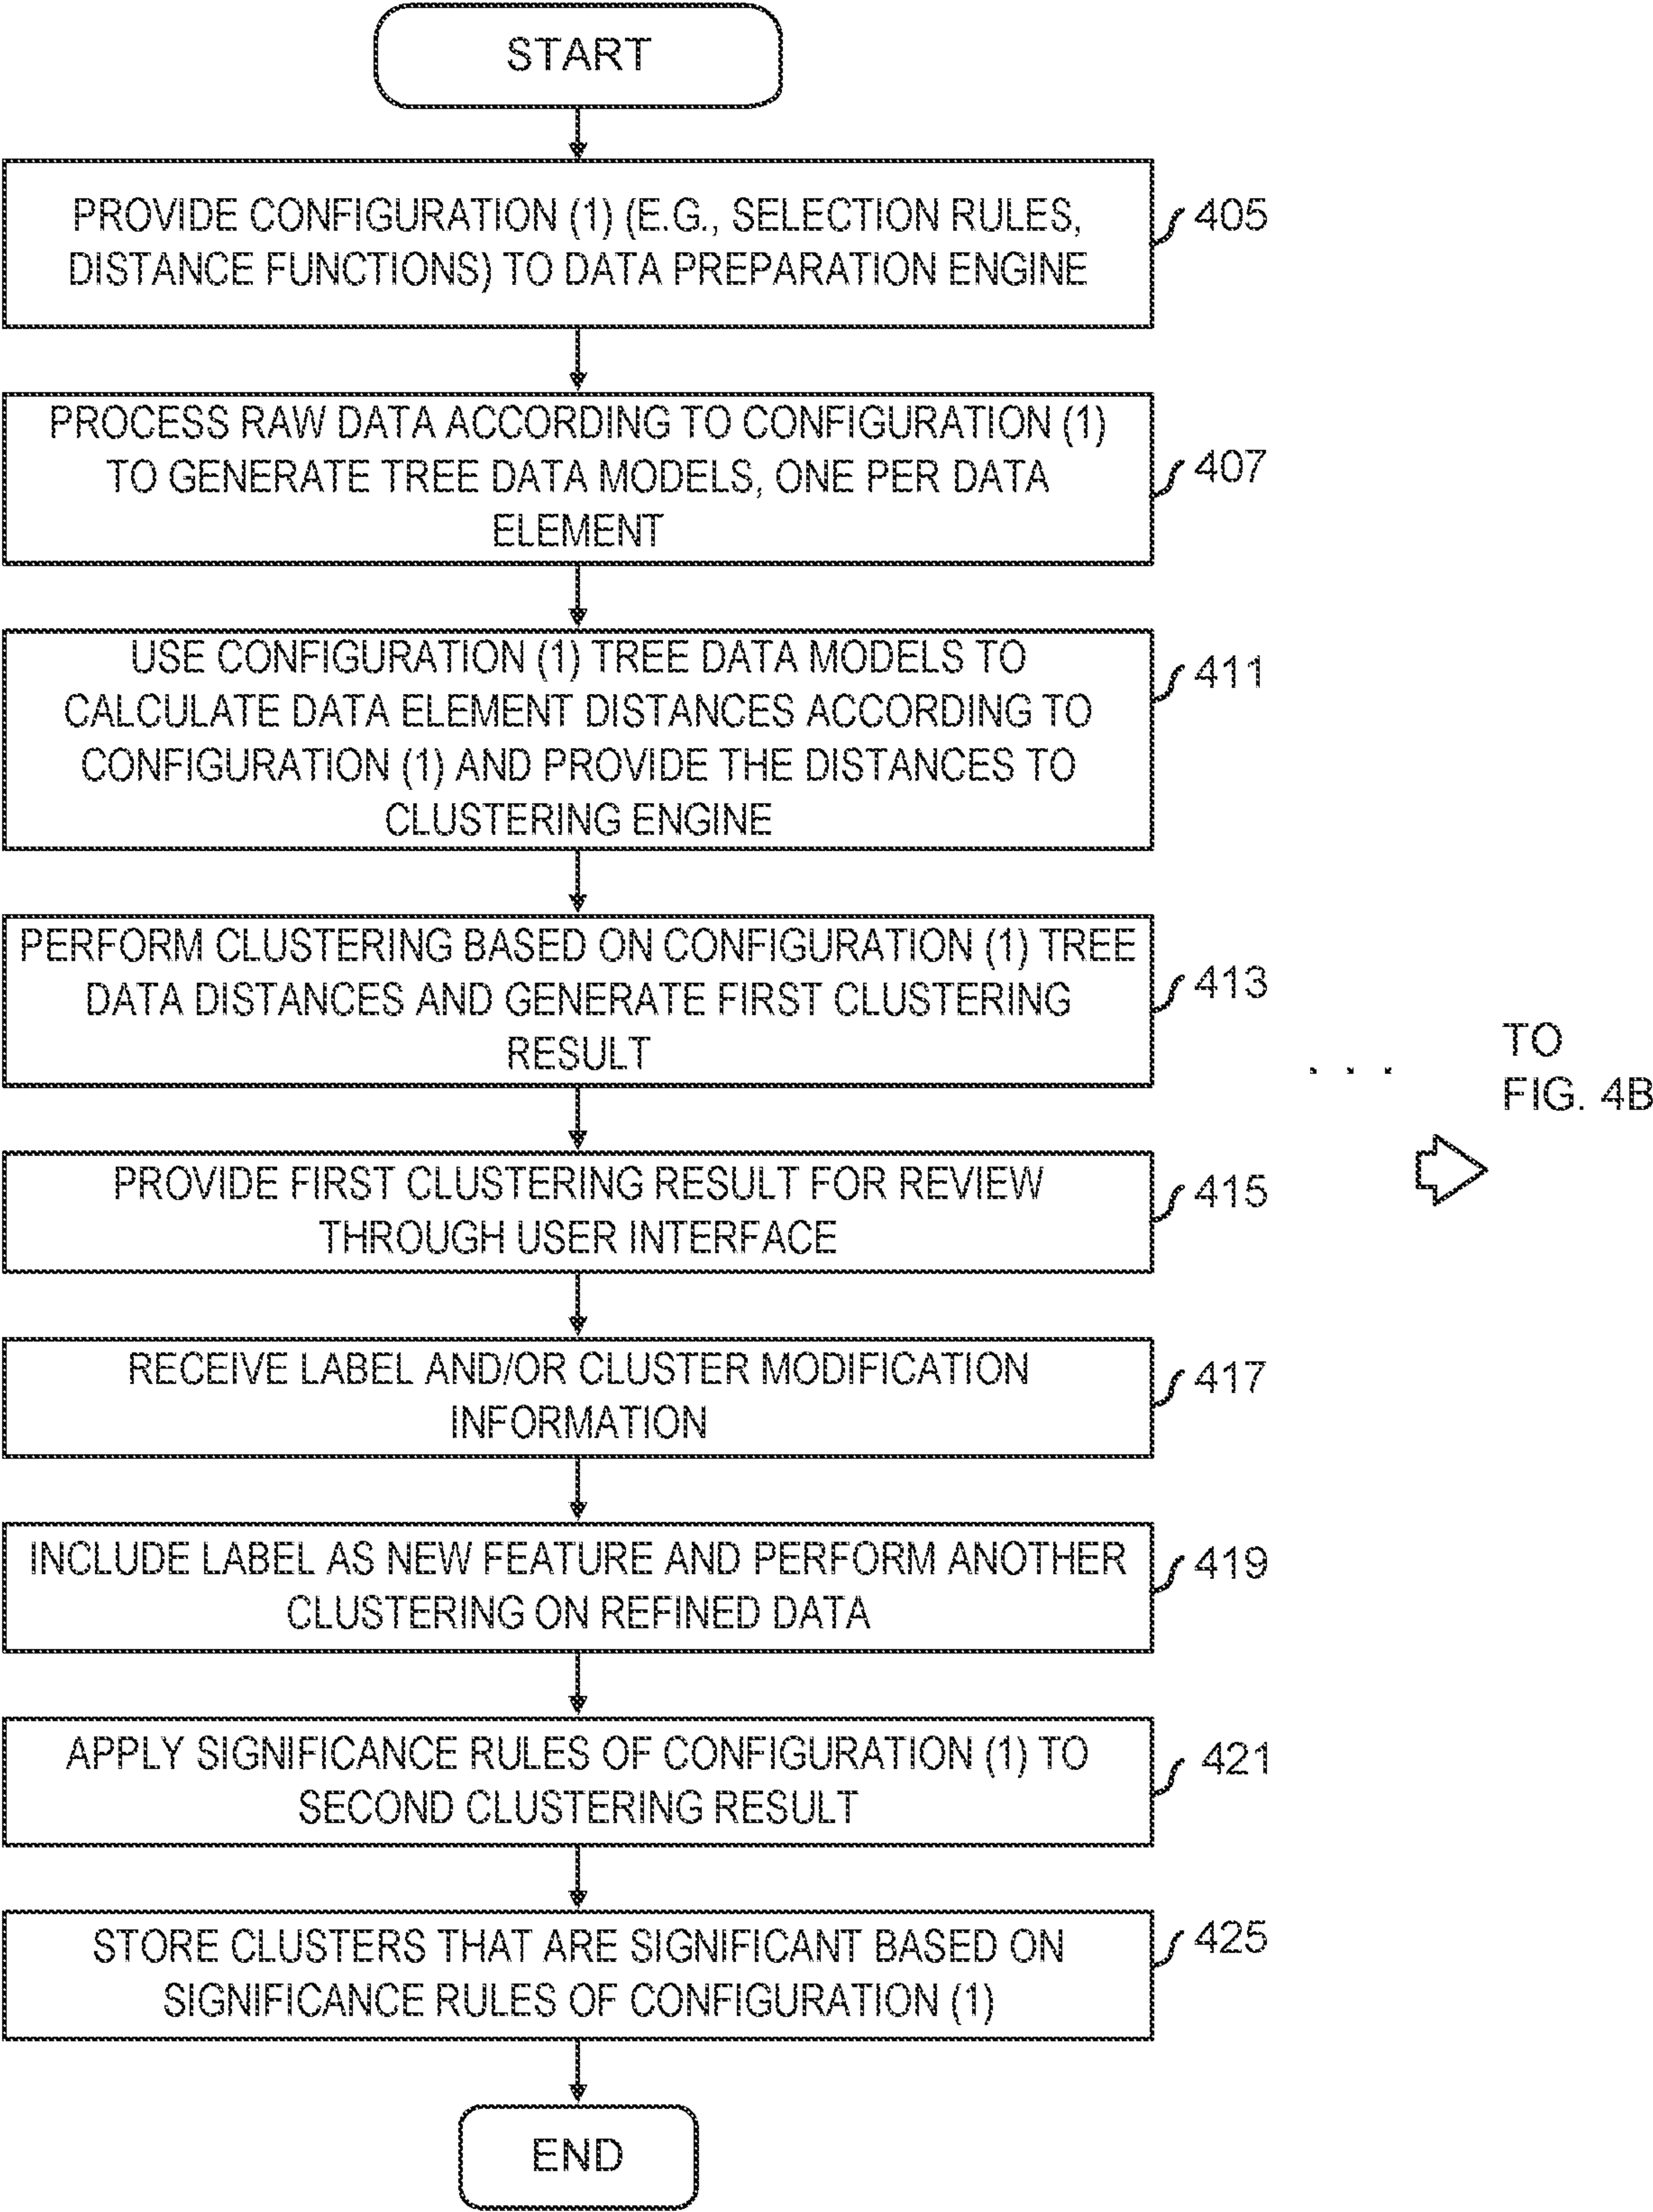 START
PROVIDE CONFIGURATION (1) (E.G., SELECTION RULES,
DISTANCE FUNCTIONS) TO DATA PREPARATION ENGINE
405
PROCESS RAW DATA ACCORDING TO CONFIGURATION (1)
TO GENERATE TREE DATA MODELS, ONE PER DATA
ELEMENT
407
USE CONFIGURATION (1) TREE DATA MODELS TO
CALCULATE DATA ELEMENT DISTANCES ACCORDING TO
CONFIGURATION (1) AND PROVIDE THE DISTANCES TO
CLUSTERING ENGINE
411
PERFORM CLUSTERING BASED ON CONFIGURATION (1) TREE
DATA DISTANCES AND GENERATE FIRST CLUSTERING
RESULT
413
. . .
TO
FIG. 4B
PROVIDE FIRST CLUSTERING RESULT FOR REVIEW
THROUGH USER INTERFACE
415
RECEIVE LABEL AND/OR CLUSTER MODIFICATION
INFORMATION
417
INCLUDE LABEL AS NEW FEATURE AND PERFORM ANOTHER
CLUSTERING ON REFINED DATA
419
APPLY SIGNIFICANCE RULES OF CONFIGURATION (1) TO
SECOND CLUSTERING RESULT
421
STORE CLUSTERS THAT ARE SIGNIFICANT BASED ON
SIGNIFICANCE RULES OF CONFIGURATION (1)
425
END